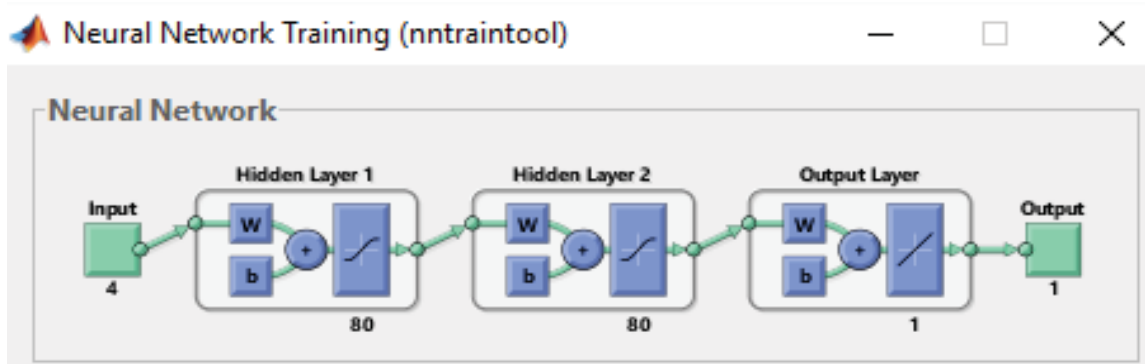 Neural Network Training (nntraintool)
Neural Network
Hidden Layer 1 Hidden Layer 2 Output Layer
Input Output
W W W
+ + +
b b b
4 1
80 80 1